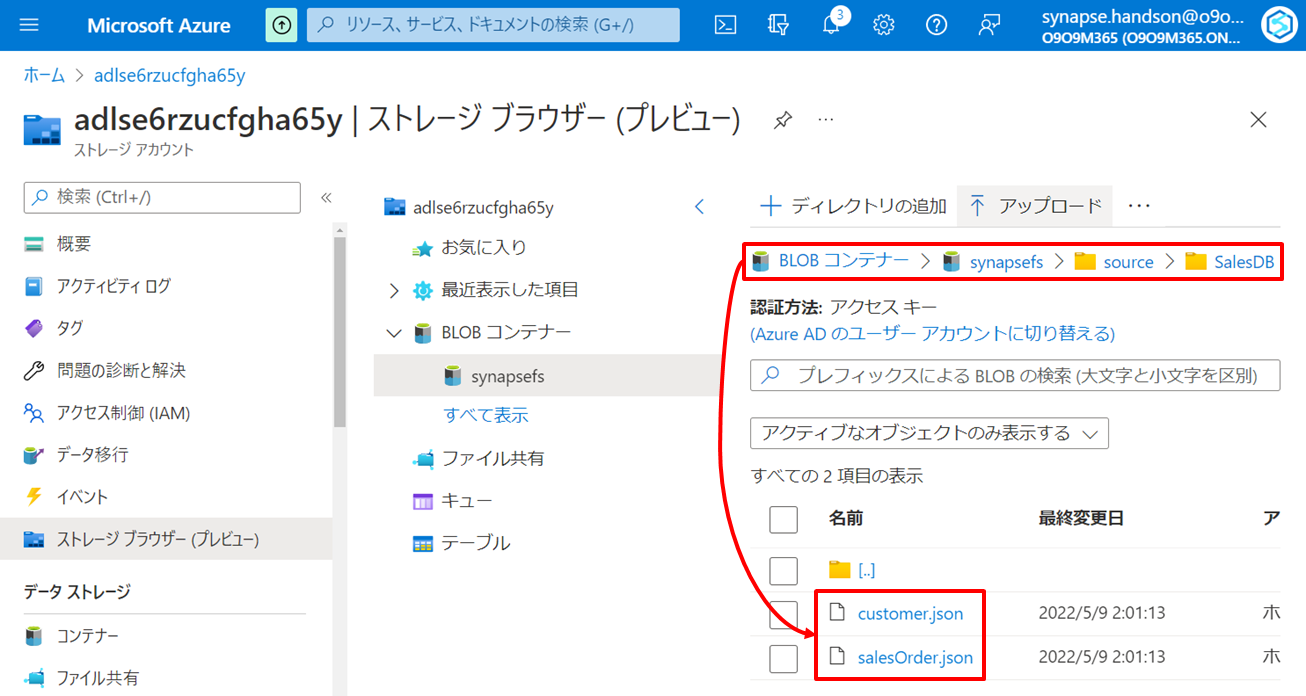 Microsoft Azure
リソース、サービス、ドキュメントの検索 (G+/)
3
synapse.handson@o9o...
O9O9M365 (O9O9M365.ON...
ホーム > adlse6rzucfgha65y
adlse6rzucfgha65y | ストレージ ブラウザー (プレビュー)
...
ストレージ アカウント
検索 (Ctrl+/)
«
概要
アクティビティ ログ
タグ
問題の診断と解決
アクセス制御 (IAM)
データ移行
イベント
ストレージ ブラウザー (プレビュー)
データ ストレージ
コンテナー
ファイル共有
adlse6rzucfgha65y
お気に入り
最近表示した項目
BLOB コンテナー
synapsefs
すべて表示
ファイル共有
キュー
テーブル
ディレクトリの追加
アップロード
...
BLOB コンテナー > synapsefs > source > SalesDB
認証方法: アクセス キー
(Azure AD のユーザー アカウントに切り替える)
プレフィックスによる BLOB の検索 (大文字と小文字を区別)
アクティブなオブジェクトのみ表示する
すべての 2 項目の表示
名前 最終変更日 ア
[..]
customer.json 2022/5/9 2:01:13 ホ
salesOrder.json 2022/5/9 2:01:13 ホ